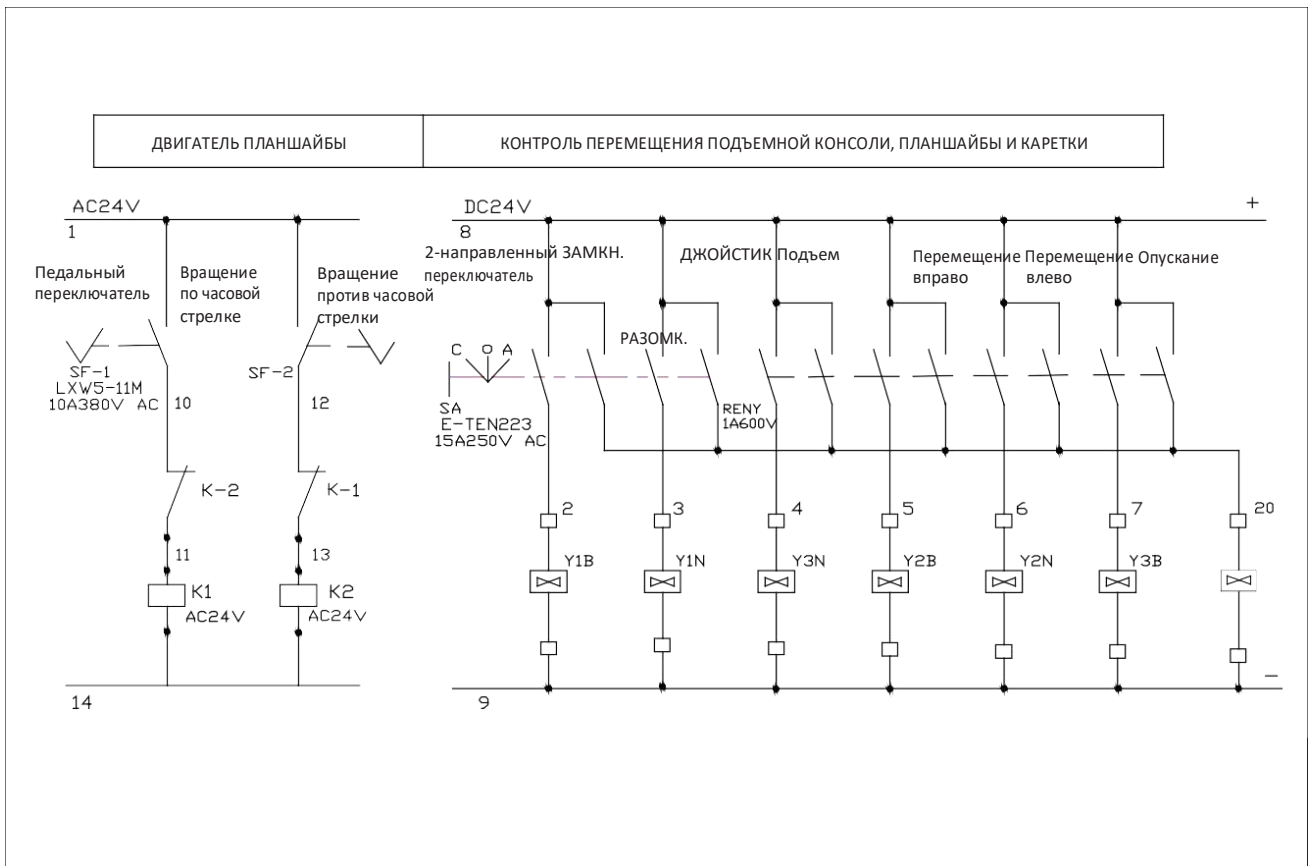 ДВИГАТЕЛЬ ПЛАНШАЙБЫ
КОНТРОЛЬ ПЕРЕМЕЩЕНИЯ ПОДЪЕМНОЙ КОНСОЛИ, ПЛАНШАЙБЫ И КАРЕТКИ
AC24V
1
DC24V
8
+
Педальный
переключатель
Вращение
по часовой
стрелке
Вращение
против часовой
стрелки
2-направленный ЗАМКН.
переключатель
ДЖОЙСТИК Подъем
Перемещение
вправо
Перемещение
влево
Опускание
РАЗОМК.
C O A
SF-1
LXW5-11M
10A380V AC
SF-2
SA
E-TEN223
15A250V AC
RENY
1A600V
10
12
K-2
K-1
2
3
4
5
6
7
20
11
13
Y1B
Y1N
Y3N
Y2B
Y2N
Y3B
K1
AC24V
K2
AC24V
14
9
−